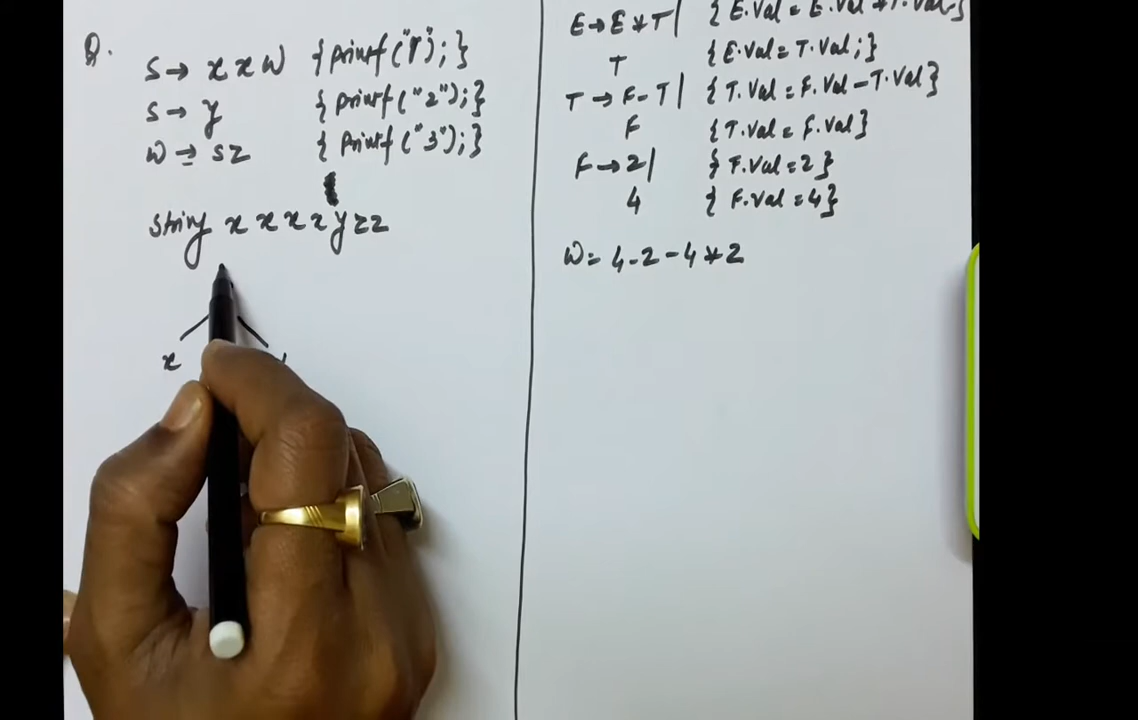 Q.
S → x x W {printf("1");}
S → y {printf("2");}
W → Sz {printf("3");}
String x x x x y z z
x
E → E * T | {E.Val = E.Val * T.Val}
T {E.Val = T.Val;}
T → F - T | {T.Val = F.Val - T.Val}
F {T.Val = F.Val}
F → 2 | {F.Val = 2}
4 {F.Val = 4}
W = 4 - 2 - 4 * 2